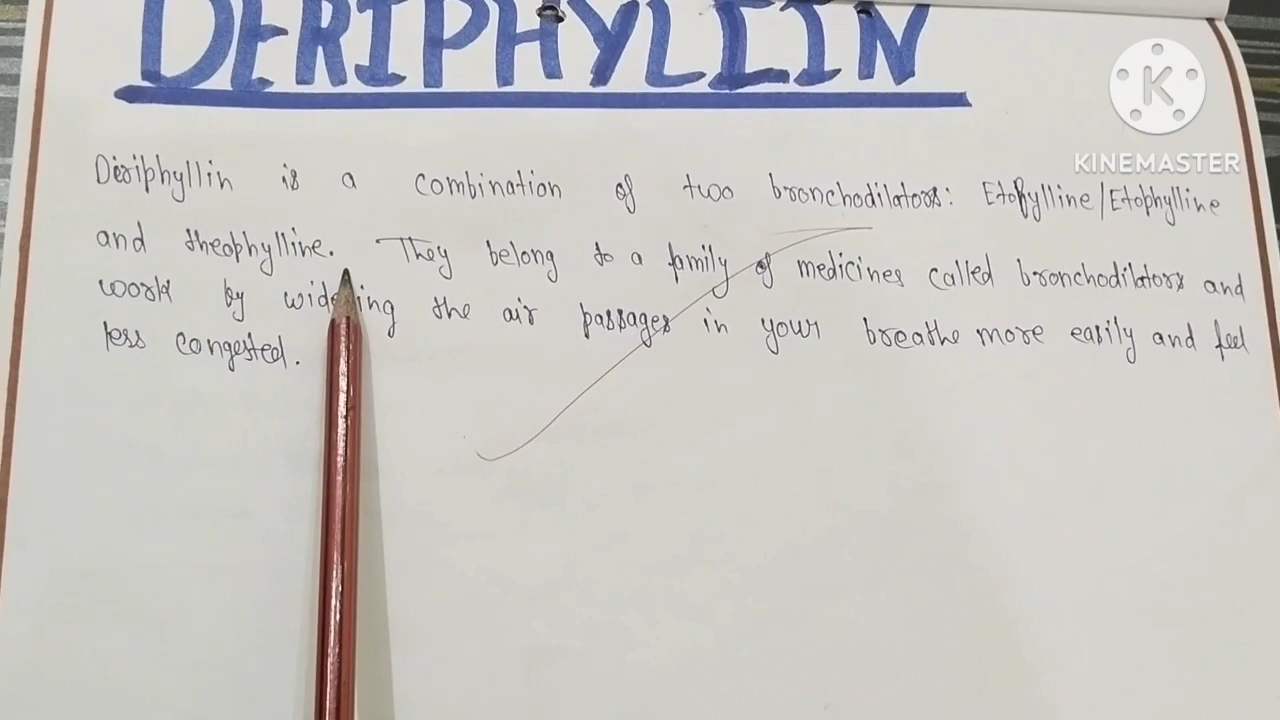 DERIPHYLLIN
K
KINEMASTER
Deriphyllin is a combination of two bronchodilators: Etofylline/Etophylline
and theophylline. They belong to a family of medicines called bronchodilators and
work by widening the air passages in your breathe more easily and feel
less congested.